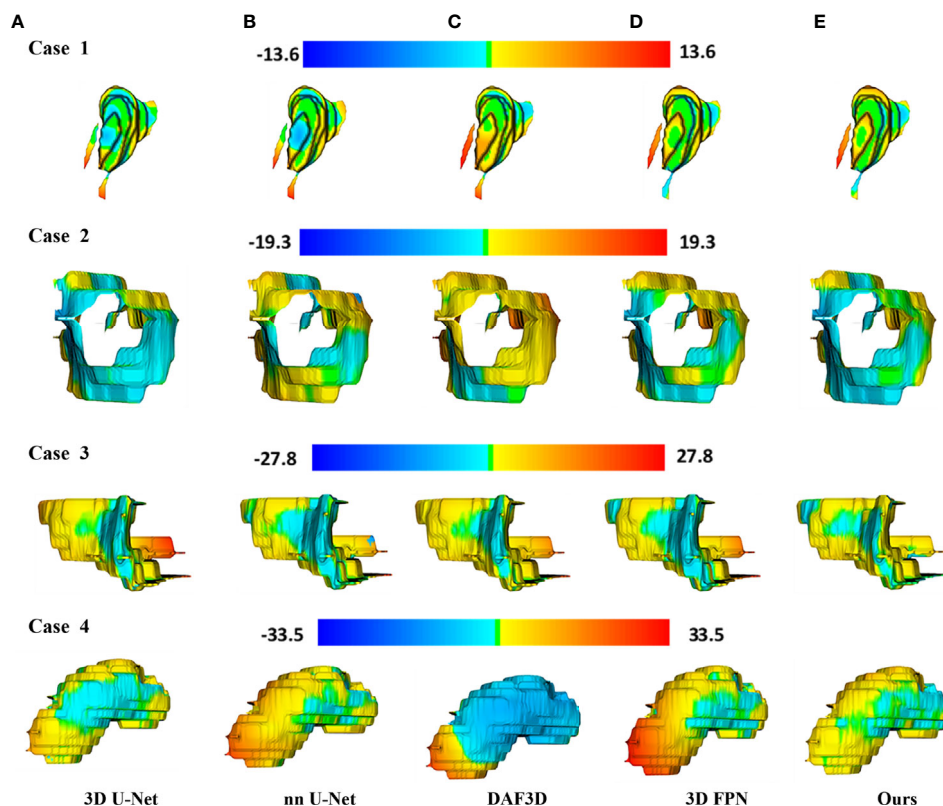 A B C D E
Case 1
-13.6 13.6
Case 2
-19.3 19.3
Case 3
-27.8 27.8
Case 4
-33.5 33.5
3D U-Net nn U-Net DAF3D 3D FPN Ours